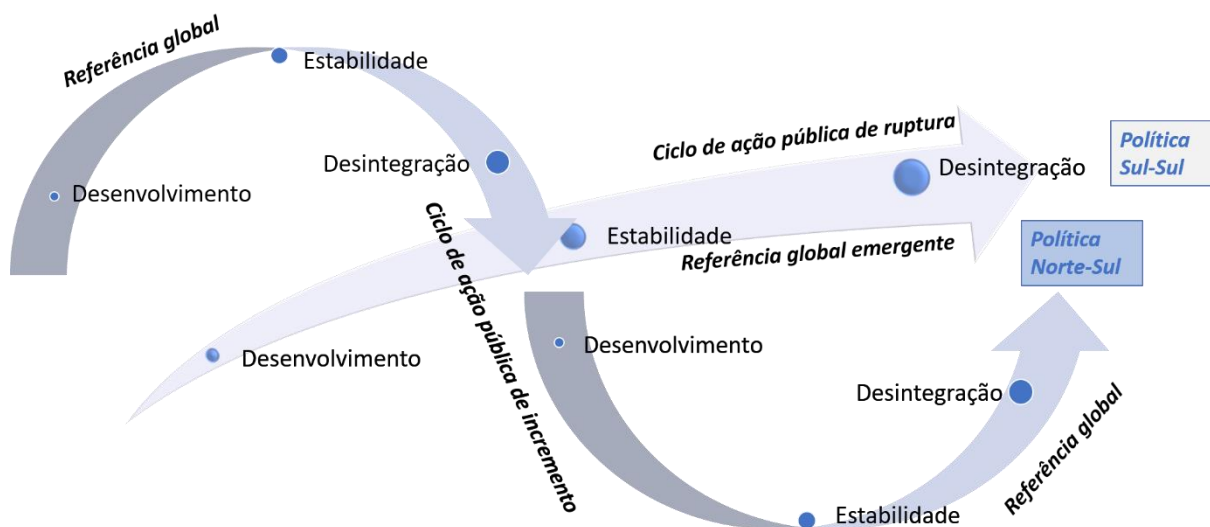 Referência global
Estabilidade
Desintegração
Desenvolvimento
Ciclo de ação pública de ruptura
Desintegração
Política
Sul-Sul
Estabilidade
Referência global emergente
Política
Norte-Sul
Desenvolvimento
Ciclo de ação pública de incremento
Desenvolvimento
Desintegração
Referência global
Estabilidade